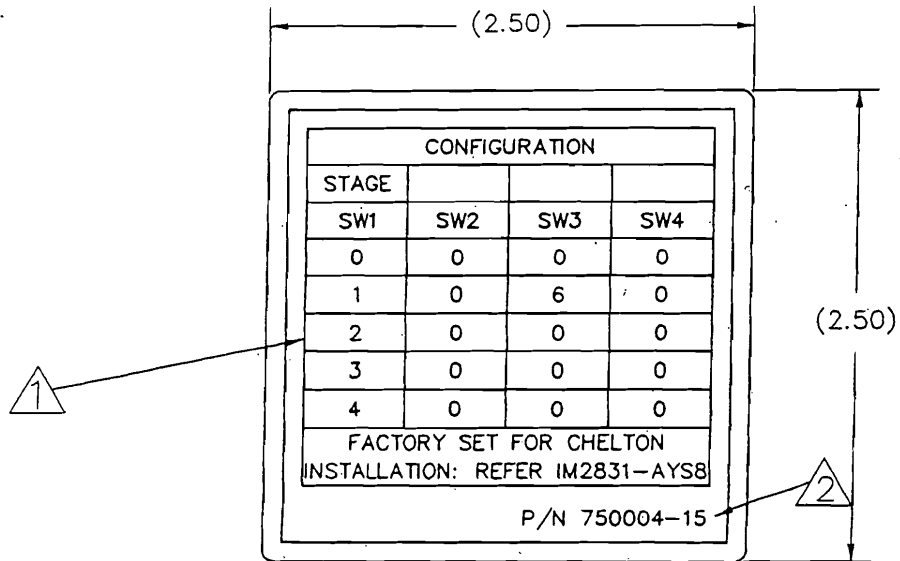 (2.50)
CONFIGURATION
STAGE
SW1 SW2 SW3 SW4
0 0 0 0
1 0 6 0
2 0 0 0
3 0 0 0
4 0 0 0
FACTORY SET FOR CHELTON
INSTALLATION: REFER IM2831-AYS8
P/N 750004-15
(2.50)
1
2